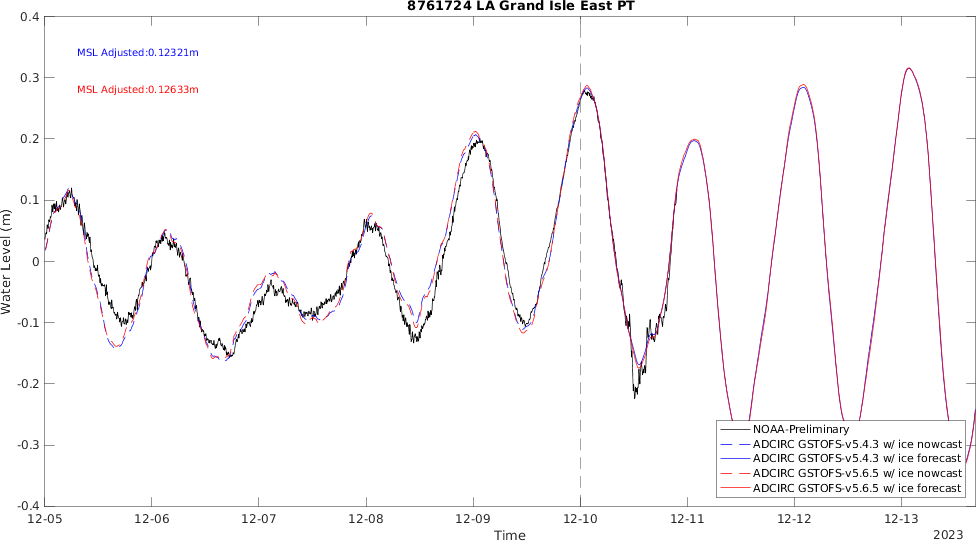 8761724 LA Grand Isle East PT
MSL Adjusted:0.12321m
MSL Adjusted:0.12633m
Water Level (m)
0.4
0.3
0.2
0.1
0
-0.1
-0.2
-0.3
-0.4
NOAA-Preliminary
ADCIRC GSTOFS-v5.4.3 w/ ice nowcast
ADCIRC GSTOFS-v5.4.3 w/ ice forecast
ADCIRC GSTOFS-v5.6.5 w/ ice nowcast
ADCIRC GSTOFS-v5.6.5 w/ ice forecast
12-05 12-06 12-07 12-08 12-09 12-10 12-11 12-12 12-13
Time
2023